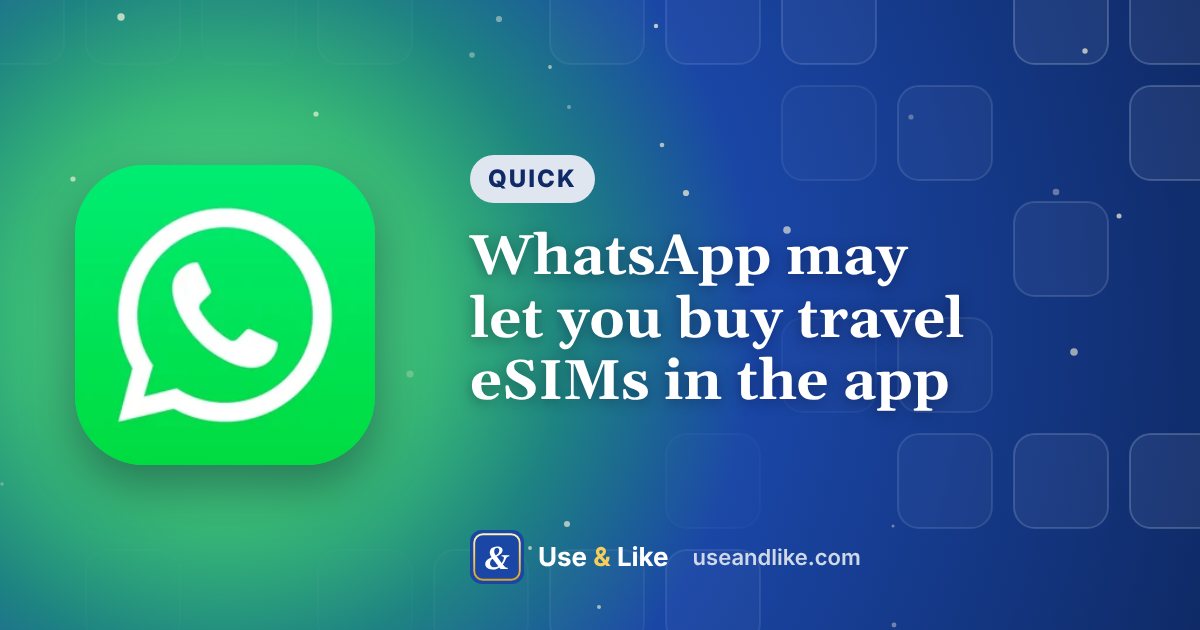 QUICK
WhatsApp may
let you buy travel
eSIMs in the app
& Use & Like useandlike.com